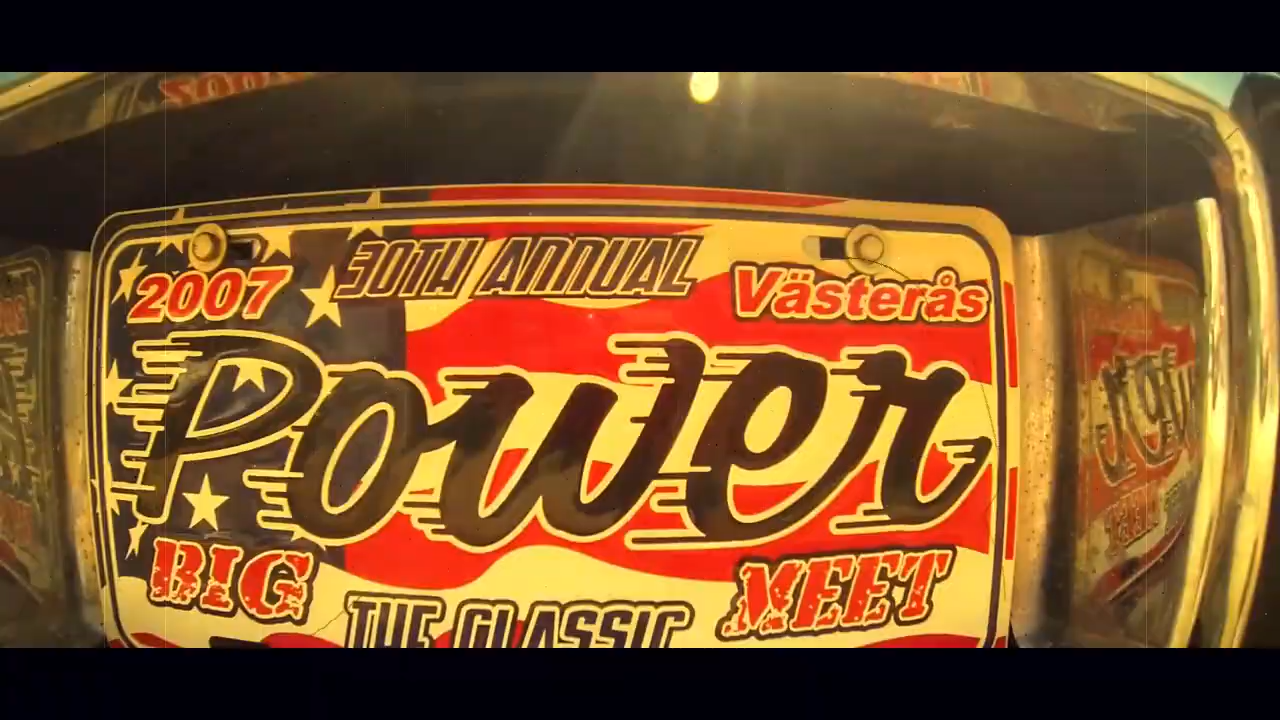 30TH ANNUAL
2007 Västerås
Power
BIG MEET
THE CLASSIC